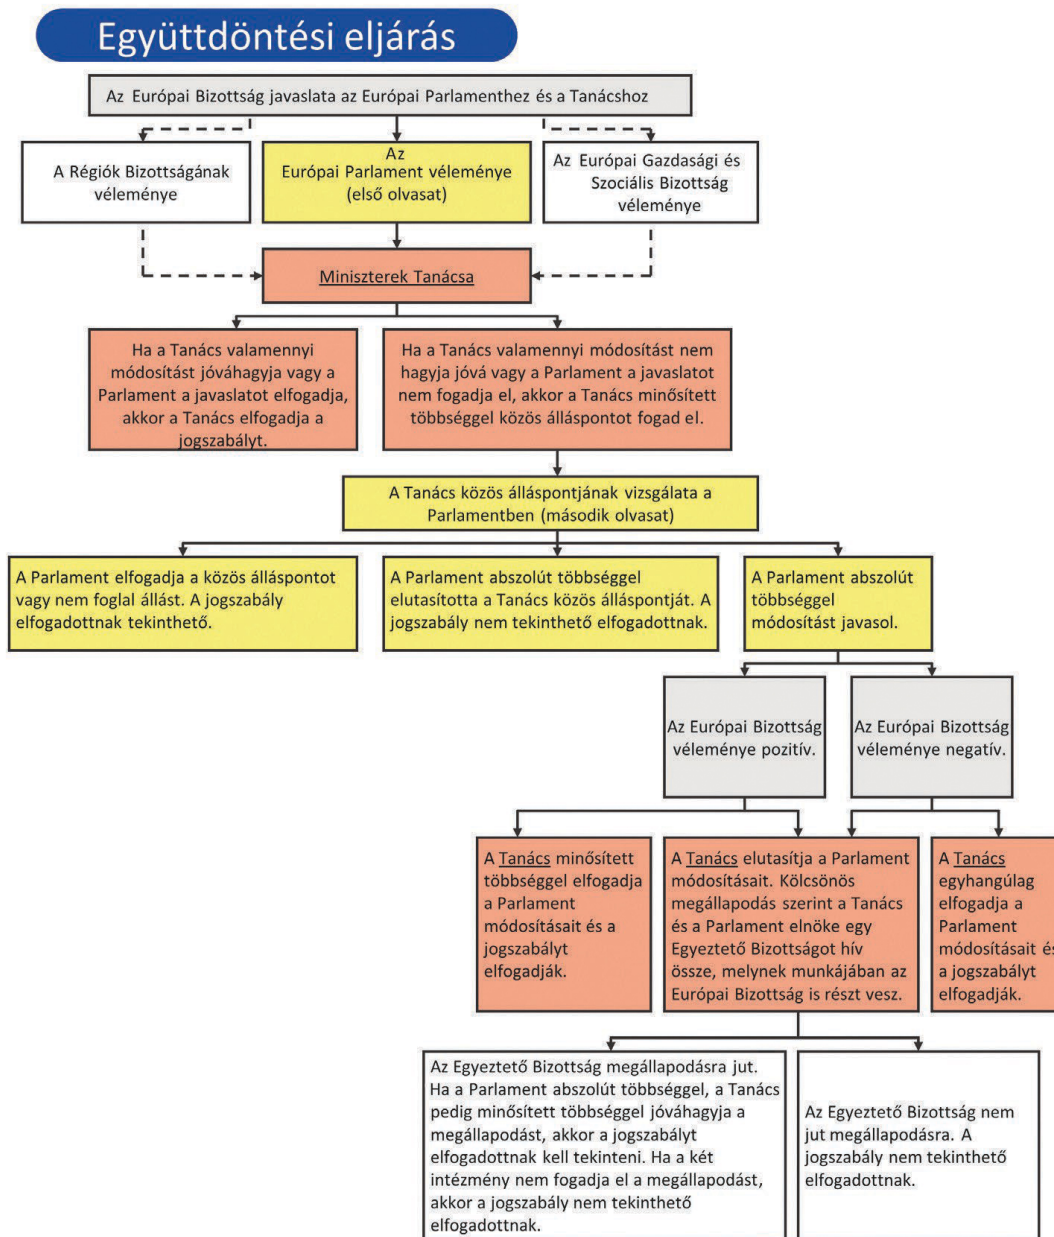 Együttdöntési eljárás
Az Európai Bizottság javaslata az Európai Parlamenthez és a Tanácshoz
A Régiók Bizottságának
véleménye
Az
Európai Parlament véleménye
(első olvasat)
Az Európai Gazdasági és
Szociális Bizottság
véleménye
Miniszterek Tanácsa
Ha a Tanács valamennyi
módosítást jóváhagyja vagy a
Parlament a javaslatot elfogadja,
akkor a Tanács elfogadja a
jogszabályt.
Ha a Tanács valamennyi módosítást nem
hagyja jóvá vagy a Parlament a javaslatot
nem fogadja el, akkor a Tanács minősített
többséggel közös álláspontot fogad el.
A Tanács közös álláspontjának vizsgálata a
Parlamentben (második olvasat)
A Parlament elfogadja a közös álláspontot
vagy nem foglal állást. A jogszabály
elfogadottnak tekinthető.
A Parlament abszolút többséggel
elutasította a Tanács közös álláspontját. A
jogszabály nem tekinthető elfogadottnak.
A Parlament abszolút
többséggel
módosítást javasol.
Az Európai Bizottság
véleménye pozitív.
Az Európai Bizottság
véleménye negatív.
A Tanács minősített
többséggel elfogadja
a Parlament
módosításait és a
jogszabályt
elfogadják.
A Tanács elutasítja a Parlament
módosításait. Kölcsönös
megállapodás szerint a Tanács
és a Parlament elnöke egy
Egyeztető Bizottságot hív
össze, melynek munkájában az
Európai Bizottság is részt vesz.
A Tanács
egyhangúlag
elfogadja a
Parlament
módosításait és
a jogszabályt
elfogadják.
Az Egyeztető Bizottság megállapodásra jut.
Ha a Parlament abszolút többséggel, a Tanács
pedig minősített többséggel jóváhagyja a
megállapodást, akkor a jogszabályt
elfogadottnak kell tekinteni. Ha a két
intézmény nem fogadja el a megállapodást,
akkor a jogszabály nem tekinthető
elfogadottnak.
Az Egyeztető Bizottság nem
jut megállapodásra. A
jogszabály nem tekinthető
elfogadottnak.